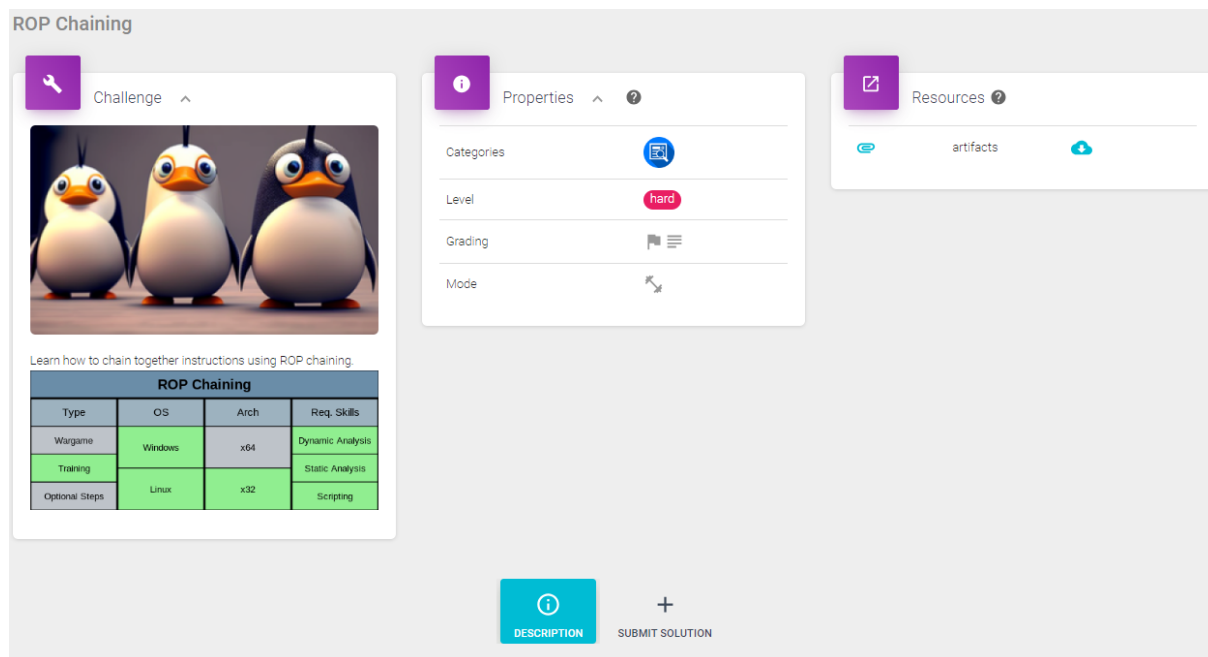 ROP Chaining
Challenge
Learn how to chain together instructions using ROP chaining.
ROP Chaining
Type OS Arch Req. Skills
Wargame Windows x64 Dynamic Analysis
Training Static Analysis
Optional Steps Linux x32 Scripting
Properties
Categories
Level hard
Grading
Mode
Resources
artifacts
DESCRIPTION
SUBMIT SOLUTION